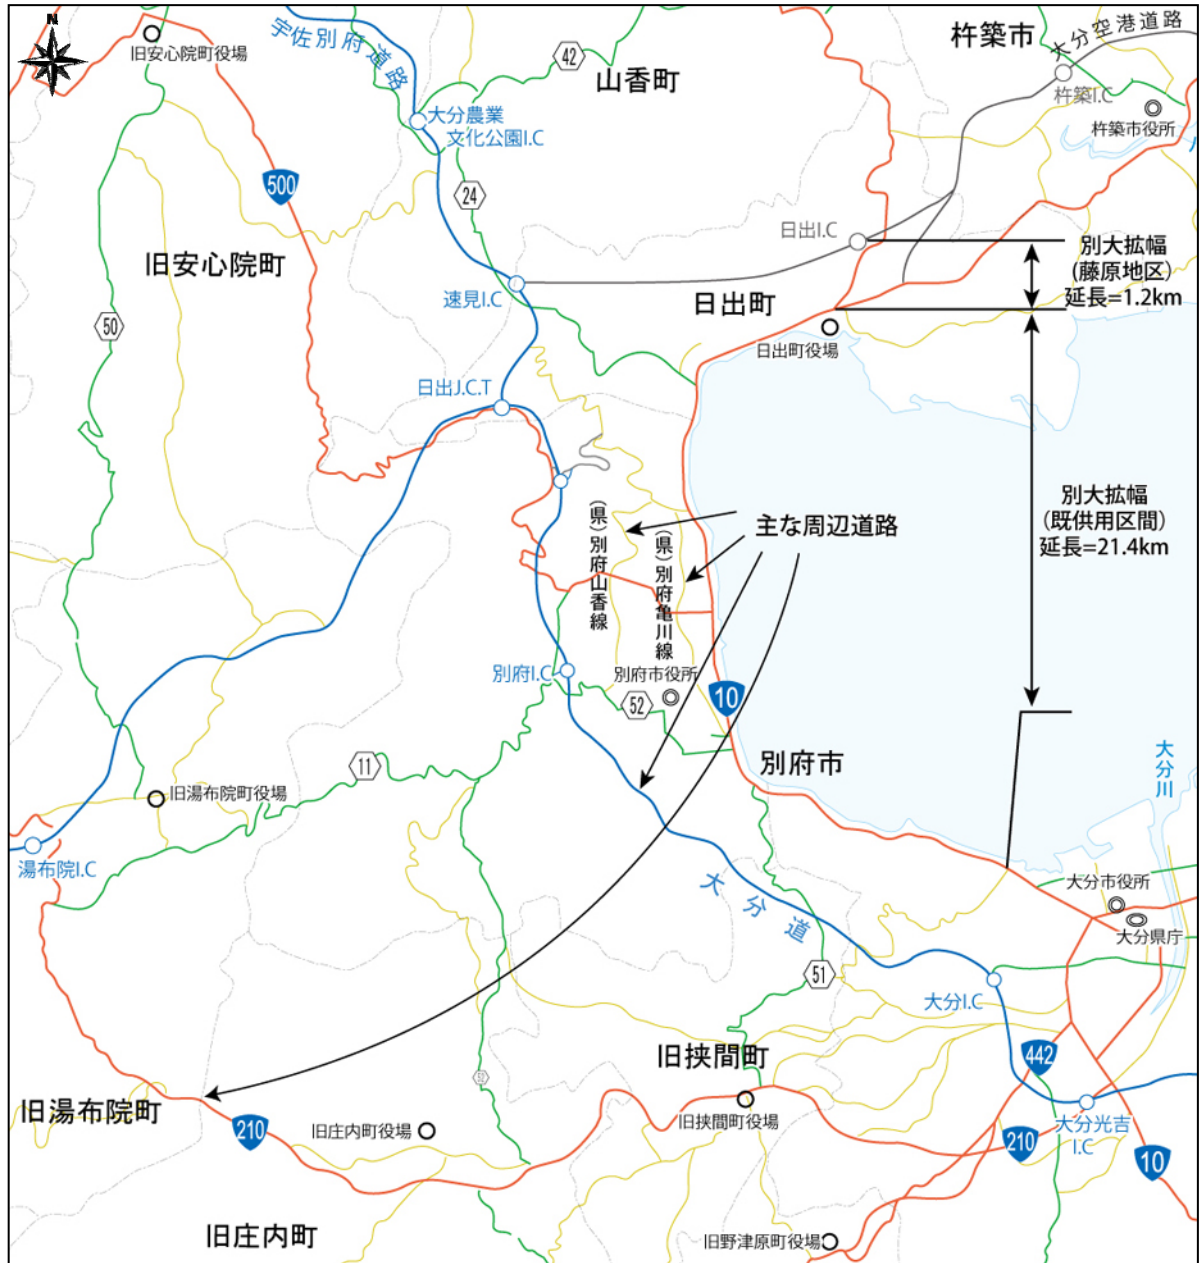 N
旧安心院町役場
宇佐別府道路
42
山香町
杵築市
大分空港道路
杵築I.C
杵築市役所
大分農業
文化公園I.C
500
24
日出I.C
別大拡幅
(藤原地区)
延長=1.2km
旧安心院町
速見I.C
日出町
50
日出町役場
日出J.C.T
別大拡幅
(既供用区間)
延長=21.4km
主な周辺道路
(県)別府山香線
(県)別府亀川線
別府I.C
別府市役所
52
10
別府市
大分川
11
旧湯布院町役場
湯布院I.C
大分道
大分市役所
大分県庁
51
大分I.C
旧挾間町
442
52
旧湯布院町
210
旧庄内町役場
旧挾間町役場
大分光吉
I.C
210
10
旧庄内町
旧野津原町役場